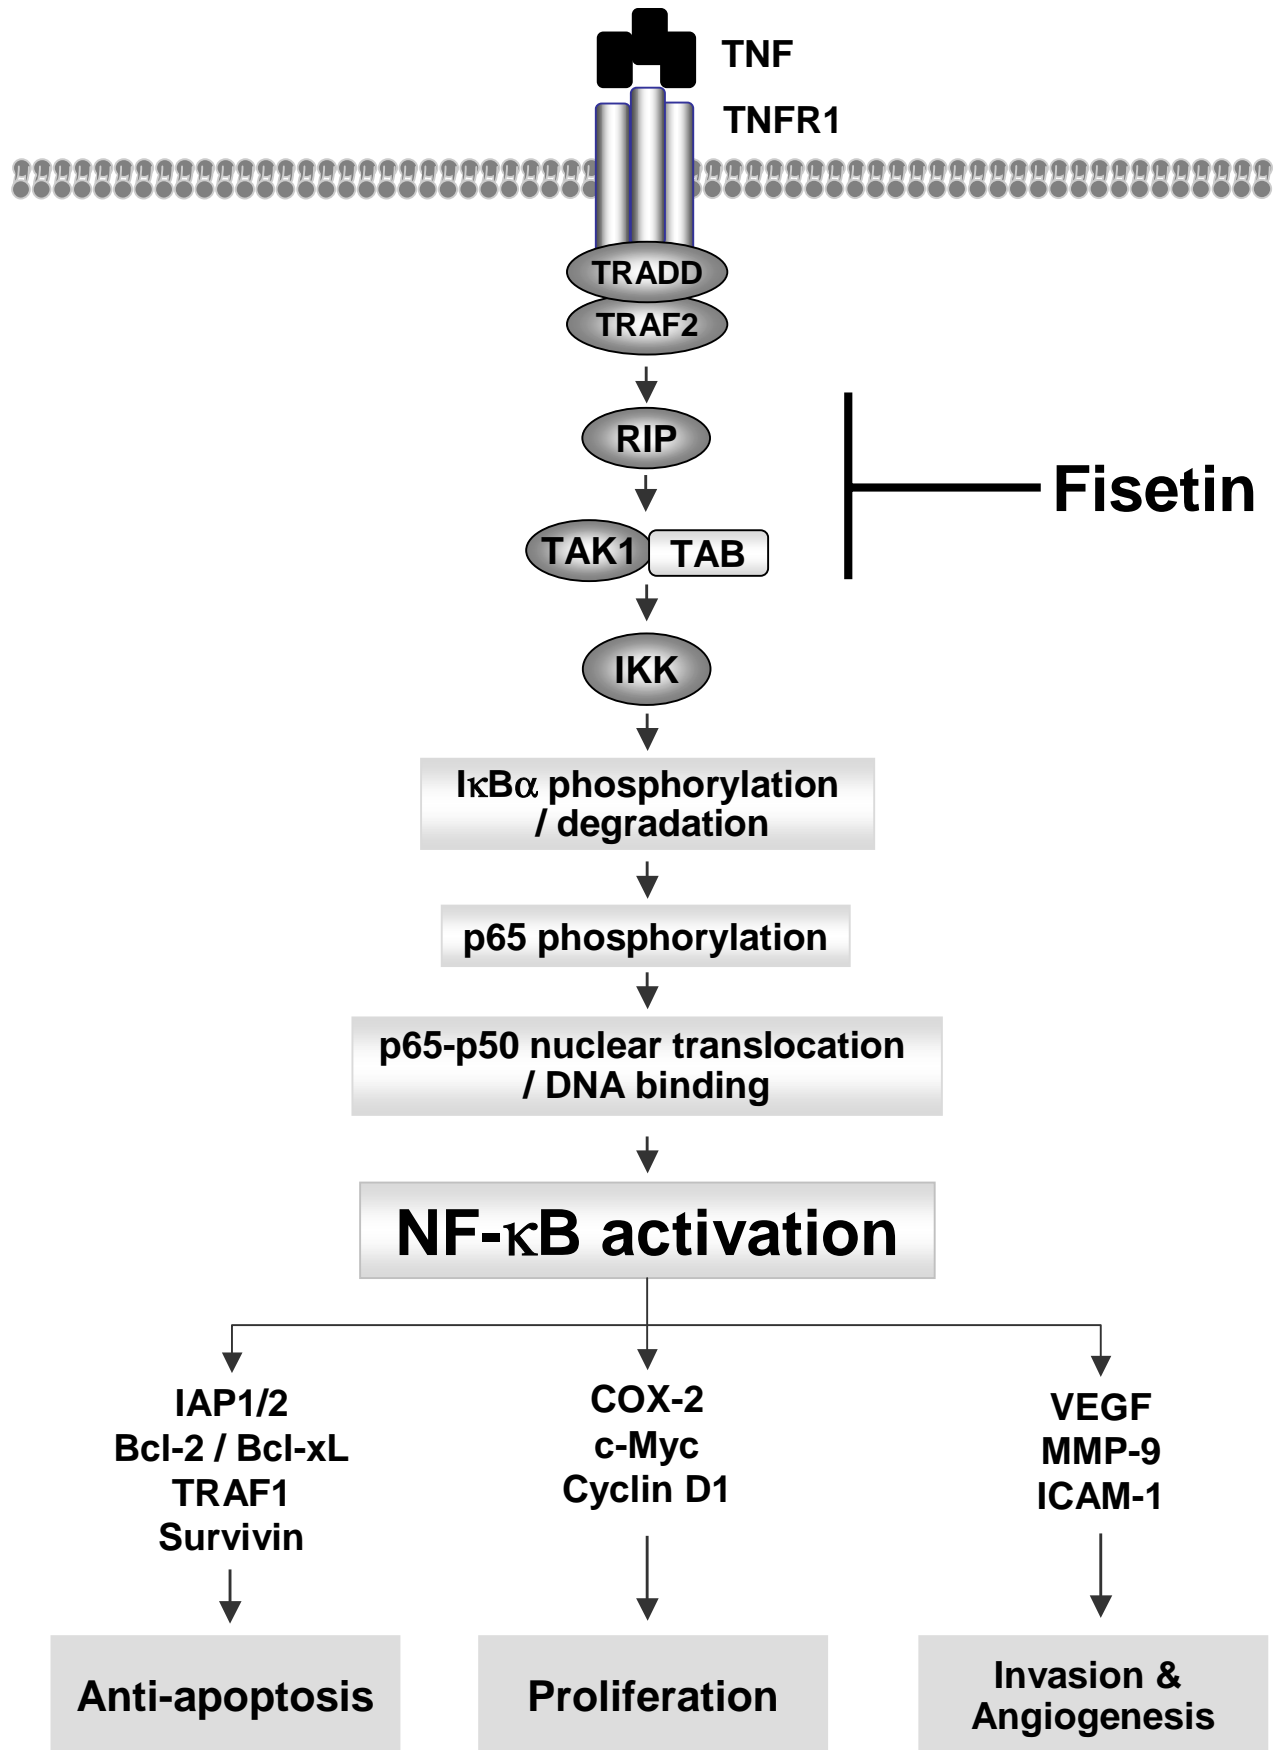 TNF
TNFR1
TRADD
TRAF2
RIP
Fisetin
TAK1
TAB
IKK
IκBα phosphorylation
/ degradation
p65 phosphorylation
p65-p50 nuclear translocation
/ DNA binding
NF-κB activation
IAP1/2
Bcl-2 / Bcl-xL
TRAF1
Survivin
COX-2
c-Myc
Cyclin D1
VEGF
MMP-9
ICAM-1
Anti-apoptosis
Proliferation
Invasion &
Angiogenesis